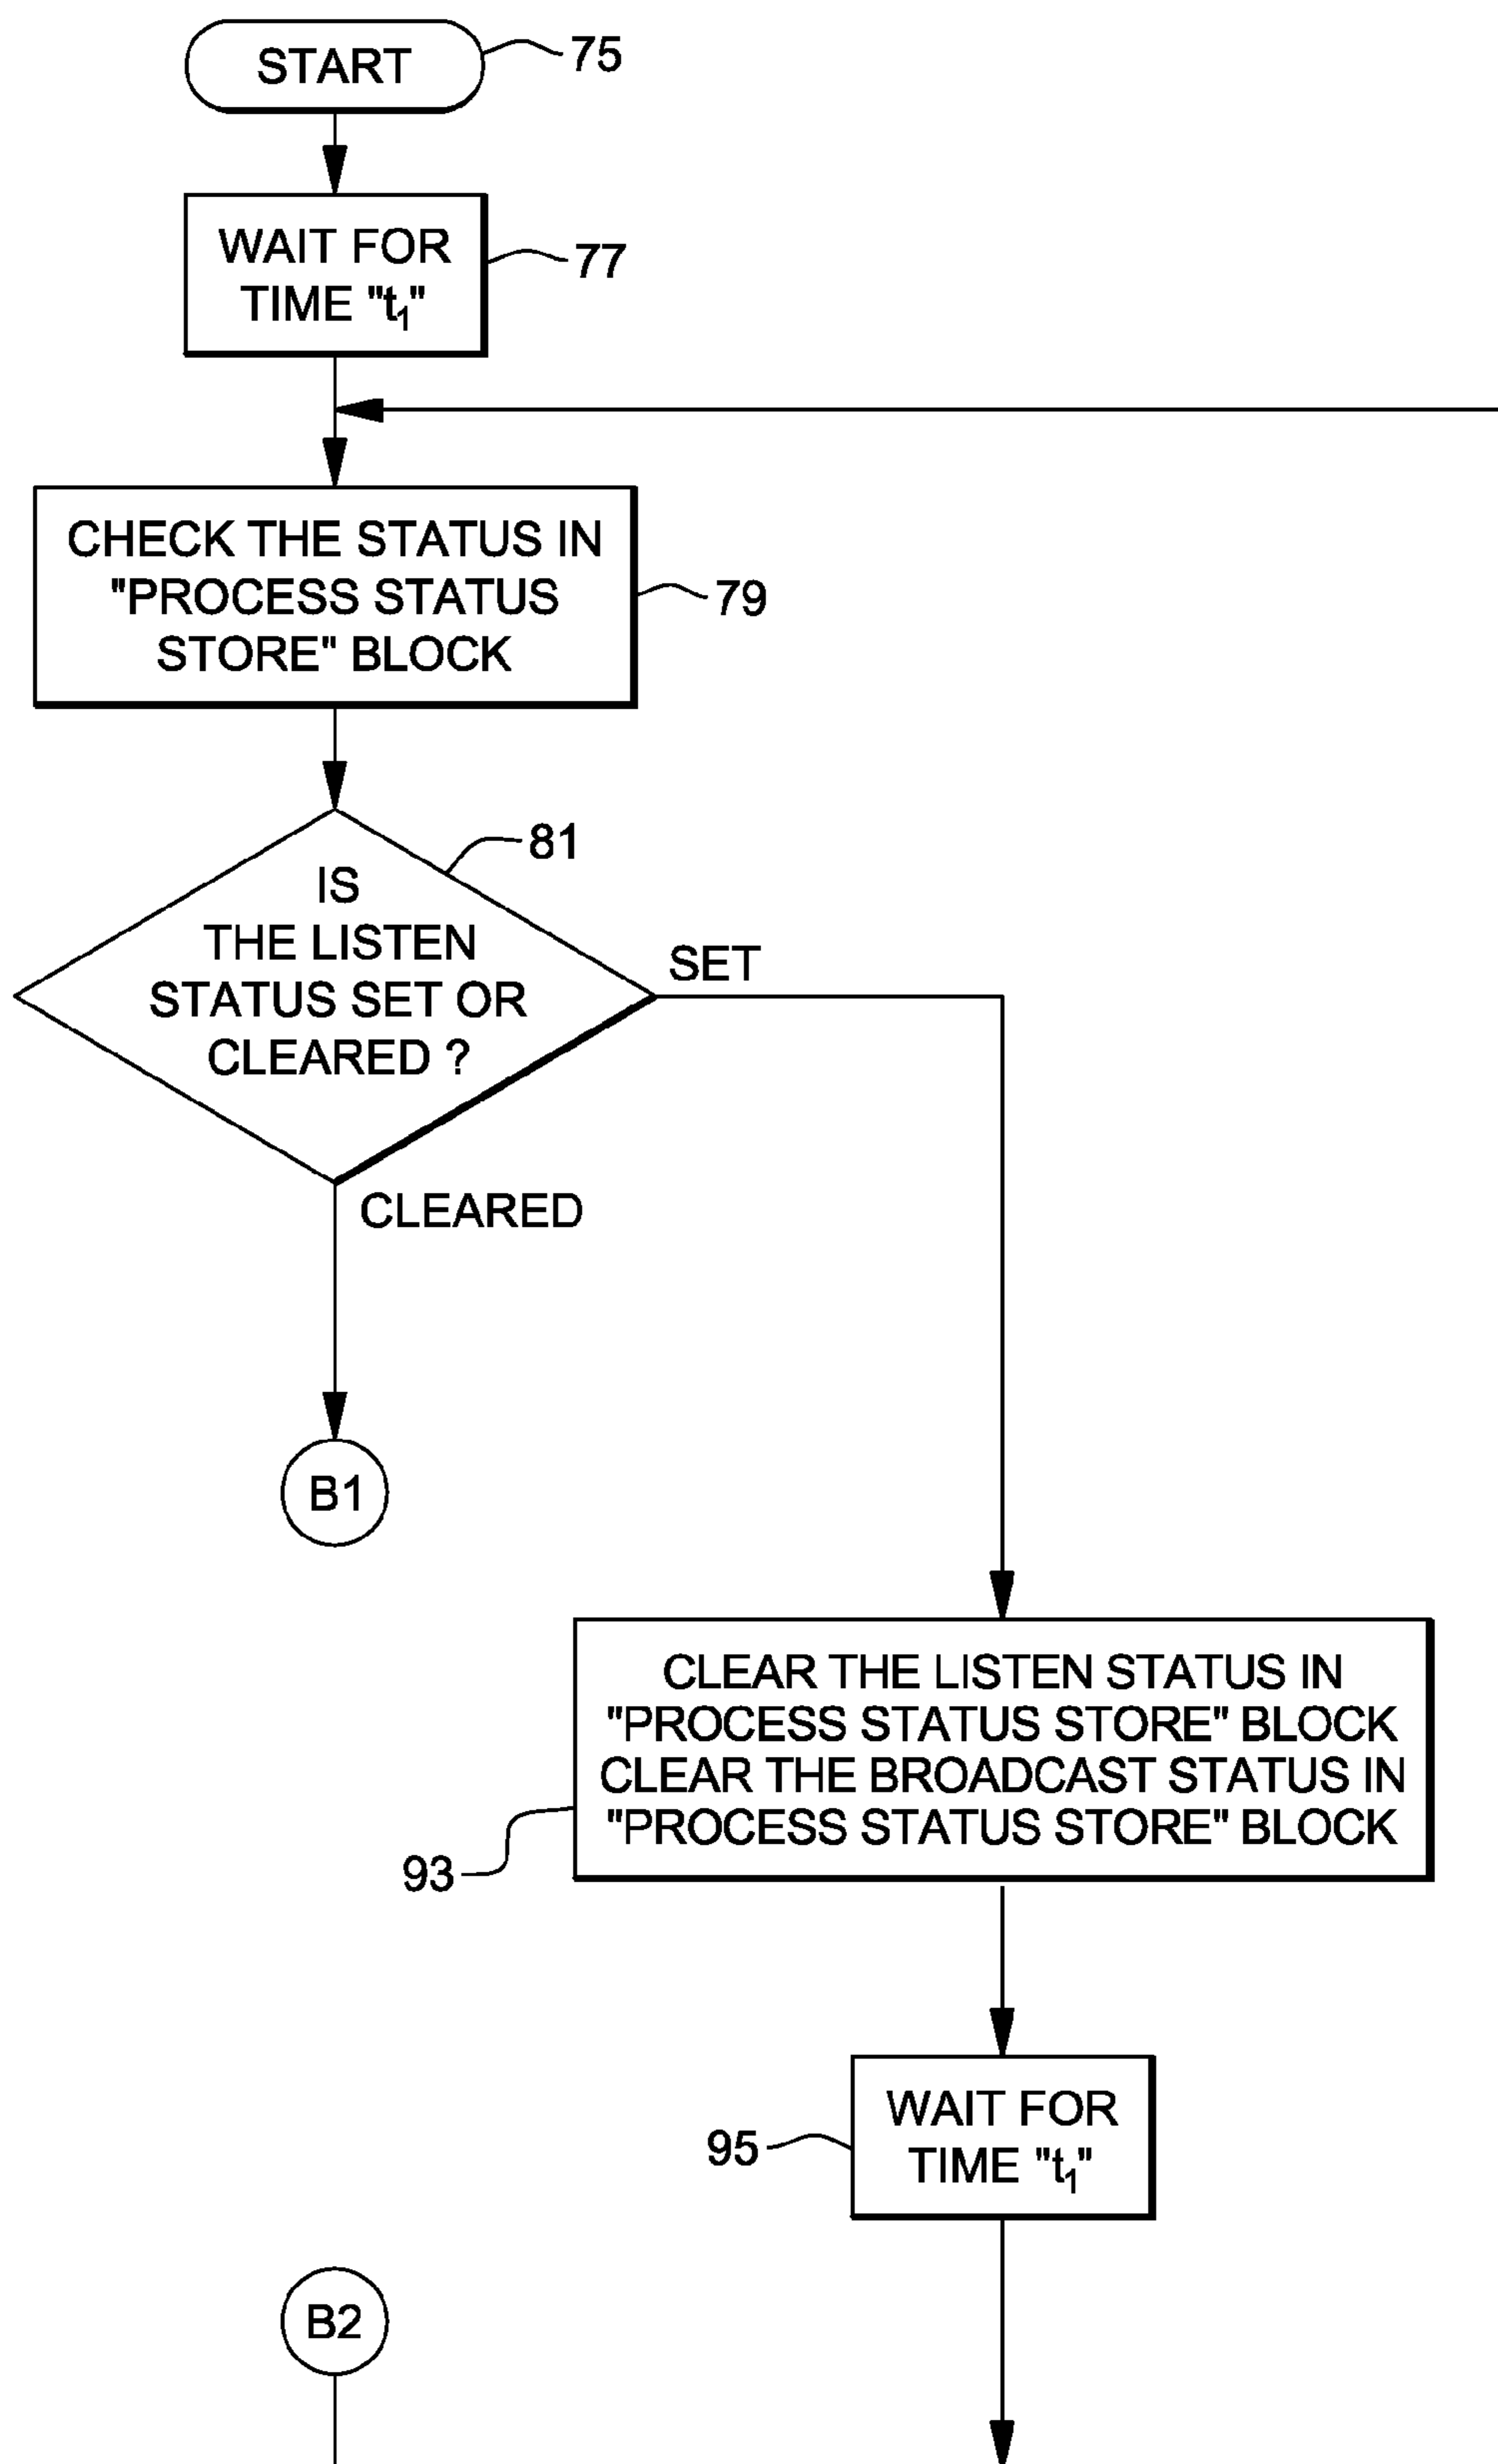 START
75
WAIT FOR
TIME "t₁"
77
CHECK THE STATUS IN
"PROCESS STATUS
STORE" BLOCK
79
81
IS
THE LISTEN
STATUS SET OR
CLEARED ?
SET
CLEARED
B1
CLEAR THE LISTEN STATUS IN
"PROCESS STATUS STORE" BLOCK
CLEAR THE BROADCAST STATUS IN
"PROCESS STATUS STORE" BLOCK
93
WAIT FOR
TIME "t₁"
95
B2